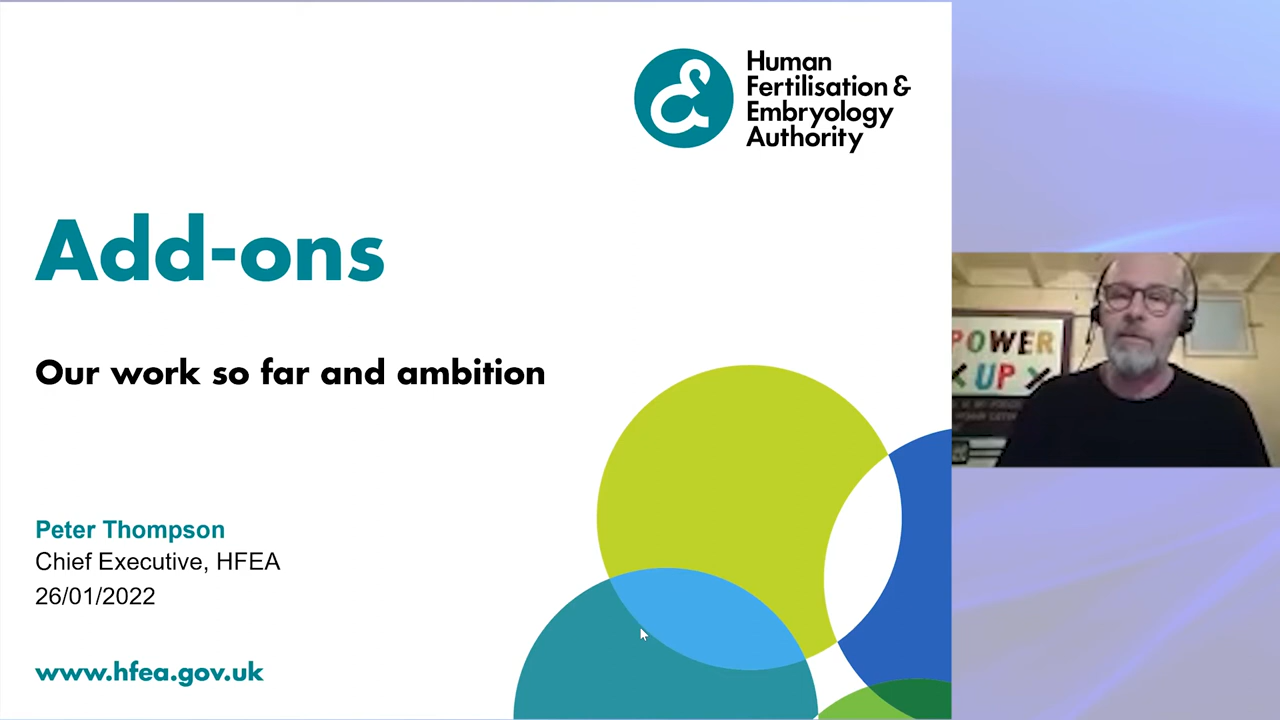 Human
Fertilisation &
Embryology
Authority
Add-ons
Our work so far and ambition
Peter Thompson
Chief Executive, HFEA
26/01/2022
www.hfea.gov.uk
POWER
UP